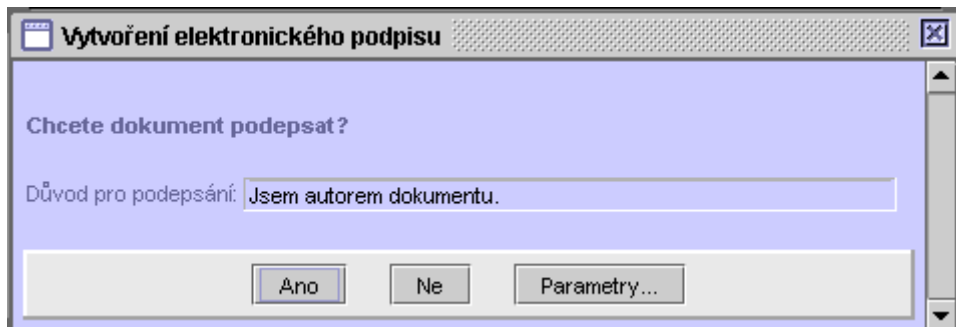 Vytvoření elektronického podpisu
Chcete dokument podepsat?
Důvod pro podepsání: Jsem autorem dokumentu.
Ano Ne Parametry...